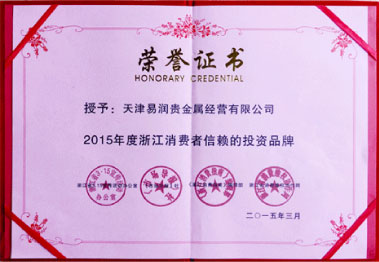 荣誉证书
HONORARY CREDENTIAL
授予：天津易润贵金属经营有限公司
2015年度浙江消费者信赖的投资品牌
二〇一五年三月